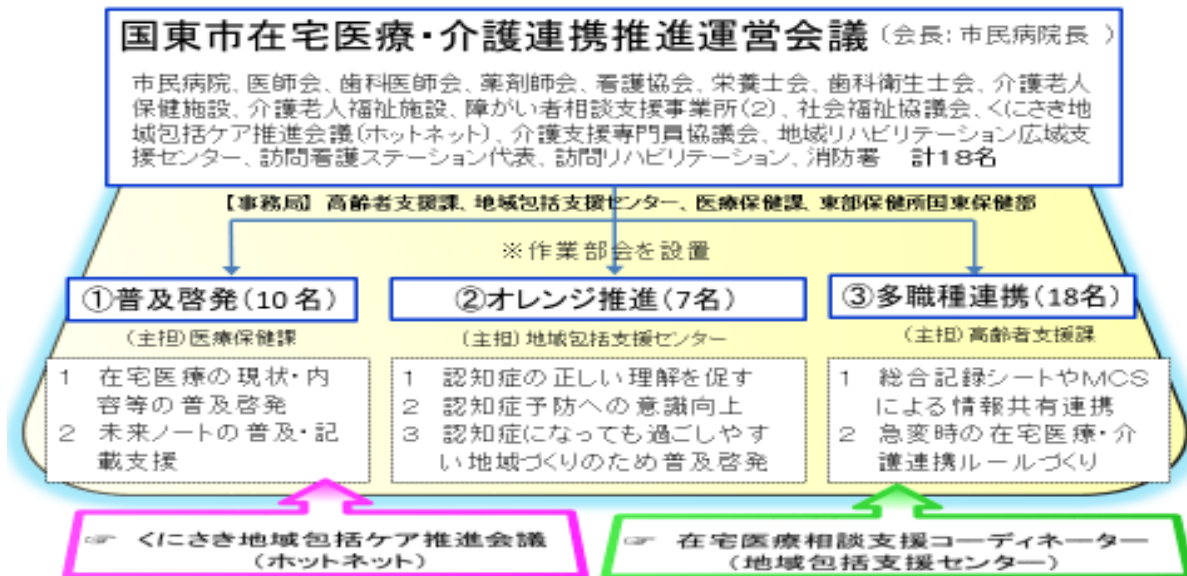 国東市在宅医療・介護連携推進運営会議(会長:市民病院長 )
市民病院、医師会、歯科医師会、薬剤師会、看護協会、栄養士会、歯科衛生士会、介護老人
保健施設、介護老人福祉施設、障がい者相談支援事業所(2)、社会福祉協議会、くにさき地
域包括ケア推進会議(ホットネット)、介護支援専門員協議会、地域リハビリテーション広域支
援センター、訪問看護ステーション代表、訪問リハビリテーション、消防署 計18名
【事務局】高齢者支援課、地域包括支援センター、医療保健課、東部保健所国東保健部
※作業部会を設置
①普及啓発(10名)
(主担)医療保健課
1 在宅医療の現状・内
容等の普及啓発
2 未来ノートの普及・記
載支援
②オレンジ推進(7名)
(主担)地域包括支援センター
1 認知症の正しい理解を促す
2 認知症予防への意識向上
3 認知症になっても過ごしやす
い地域づくりのため普及啓発
③多職種連携(18名)
(主担)高齢者支援課
1 総合記録シートやMCS
による情報共有連携
2 急変時の在宅医療・介
護連携ルールづくり
☞ くにさき地域包括ケア推進会議
(ホットネット)
☞ 在宅医療相談支援コーディネーター
(地域包括支援センター)